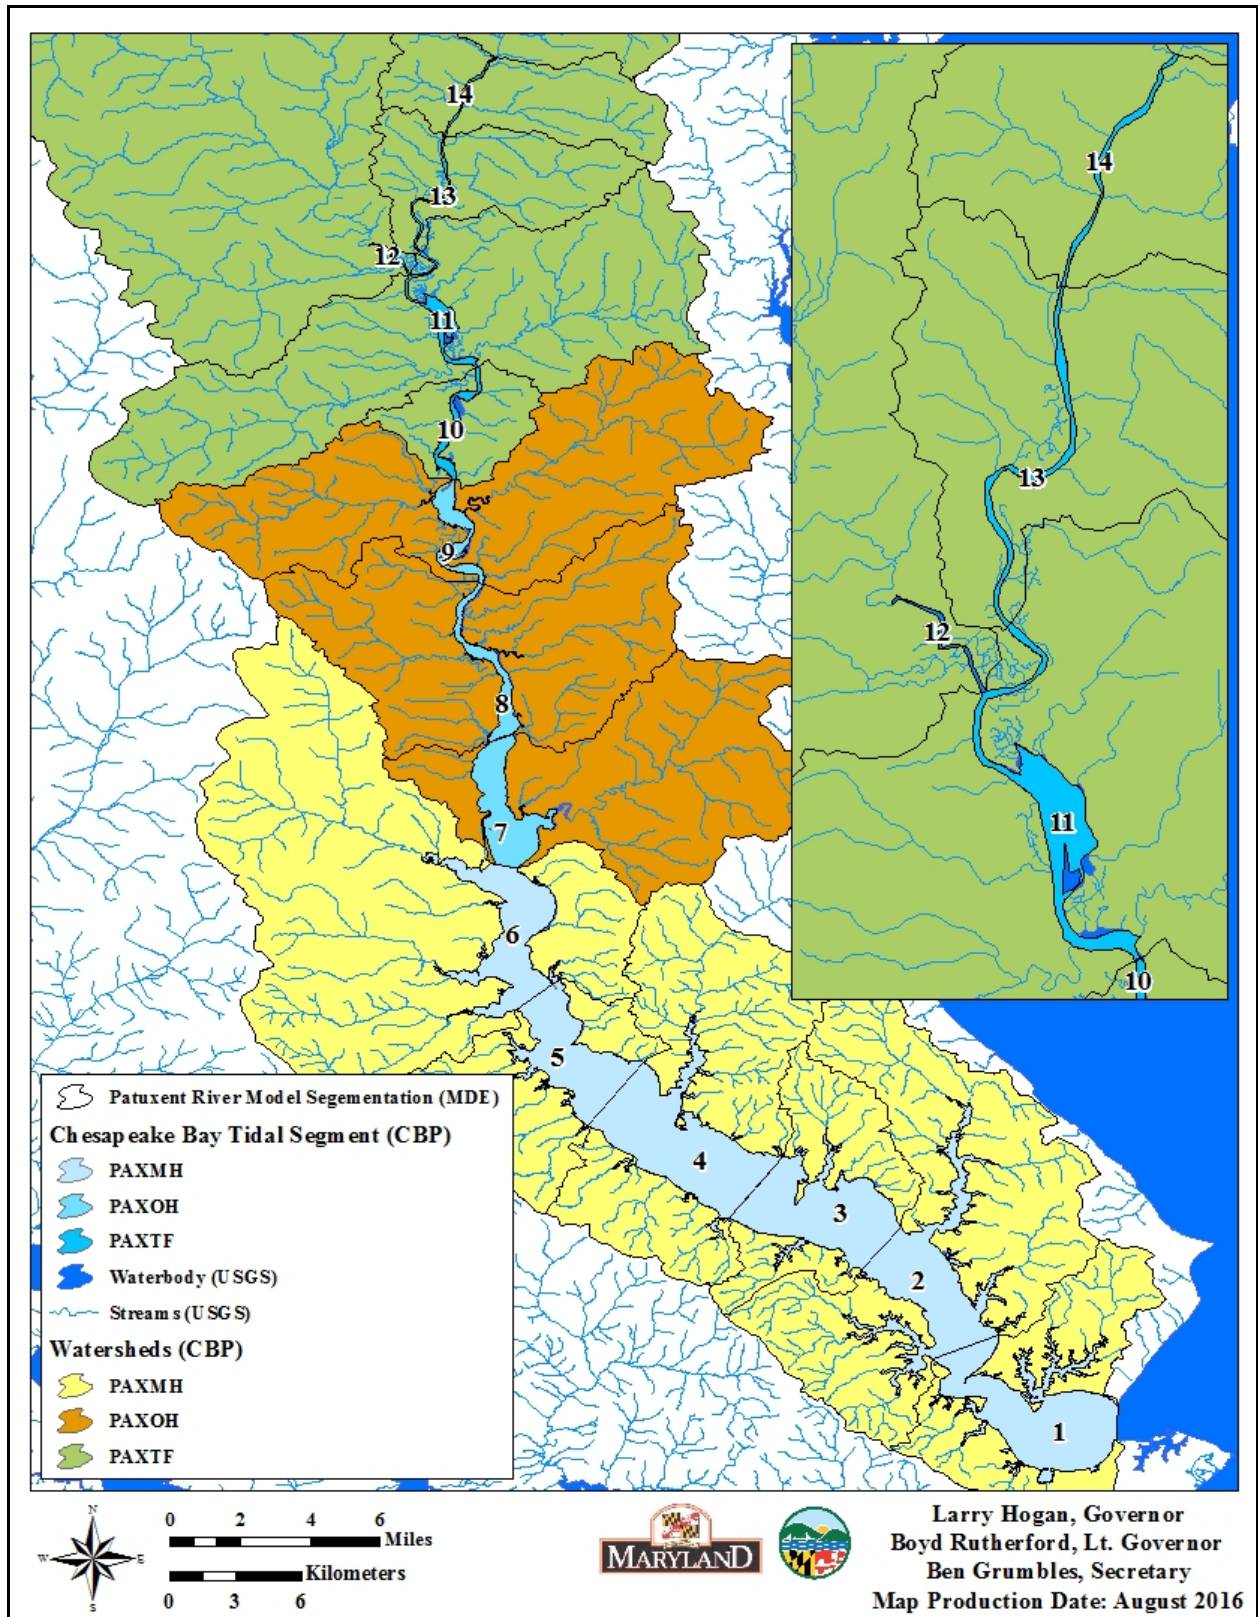 14
13
12
11
10
9
8
7
6
5
4
3
2
1
14
13
12
11
10
Patuxent River Model Segementation (MDE)
Chesapeake Bay Tidal Segment (CBP)
PAXMH
PAXOH
PAXTF
Waterbody (USGS)
Streams (USGS)
Watersheds (CBP)
PAXMH
PAXOH
PAXTF
N
W E
S
0 2 4 6
Miles
Kilometers
0 3 6
MARYLAND
Larry Hogan, Governor
Boyd Rutherford, Lt. Governor
Ben Grumbles, Secretary
Map Production Date: August 2016